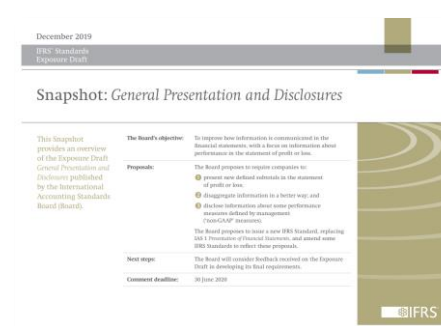 December 2019
IFRS® Standards
Exposure Draft
Snapshot: General Presentation and Disclosures
This Snapshot
provides an overview
of the Exposure Draft
General Presentation and
Disclosures published
by the International
Accounting Standards
Board (Board).
The Board's objective:
To improve how information is communicated in the
financial statements, with a focus on information about
performance in the statement of profit or loss.
Proposals:
The Board proposes to require companies to:
1 present new defined subtotals in the statement
of profit or loss;
2 disaggregate information in a better way; and
3 disclose information about some performance
measures defined by management
('non-GAAP' measures).
The Board proposes to issue a new IFRS Standard, replacing
IAS 1 Presentation of Financial Statements, and amend some
IFRS Standards to reflect these proposals.
Next steps:
The Board will consider feedback received on the Exposure
Draft in developing its final requirements.
Comment deadline:
30 June 2020
IFRS